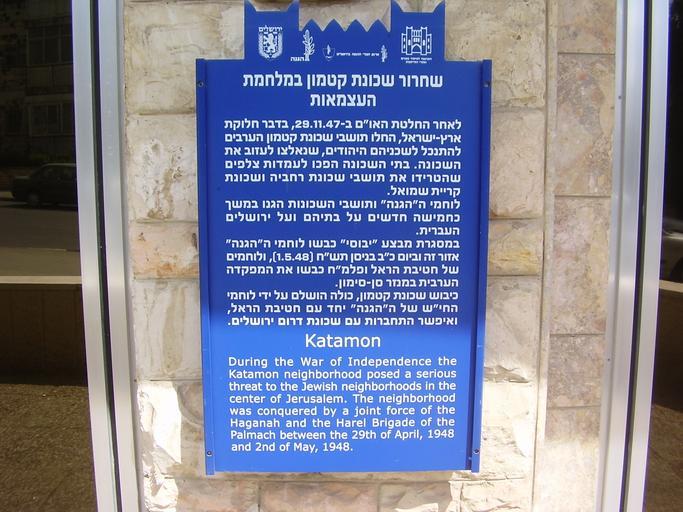 ירושלים
ההגנה
שחרור שכונת קטמון במלחמת
העצמאות
לאחר החלטת האו"ם ב-29.11.47, בדבר חלוקת
ארץ-ישראל, החלו תושבי שכונת קטמון הערבים
להתנכל לשכניהם היהודים, שנאלצו לעזוב את
השכונה. בתי השכונה הפכו לעמדות צלפים
שהטרידו את תושבי שכונת רחביה ושכונת
קריית שמואל.
לוחמי ה"הגנה" ותושבי השכונות הגנו במשך
כחמישה חדשים על בתיהם ועל ירושלים
העברית.
במסגרת מבצע "יבוסי" כבשו לוחמי ה"הגנה"
אזור זה וביום כ"ב בניסן תש"ח (1.5.48), ולוחמים
של חטיבת הראל ופלמ"ח כבשו את המפקדה
הערבית במנזר סן-סימון.
כיבוש שכונת קטמון, כולה הושלם על ידי לוחמי
החי"ש של ה"הגנה" יחד עם חטיבת הראל,
ואיפשר התחברות עם שכונת דרום ירושלים.
Katamon
During the War of Independence the
Katamon neighborhood posed a serious
threat to the Jewish neighborhoods in the
center of Jerusalem. The neighborhood
was conquered by a joint force of the
Haganah and the Harel Brigade of the
Palmach between the 29th of April, 1948
and 2nd of May, 1948.